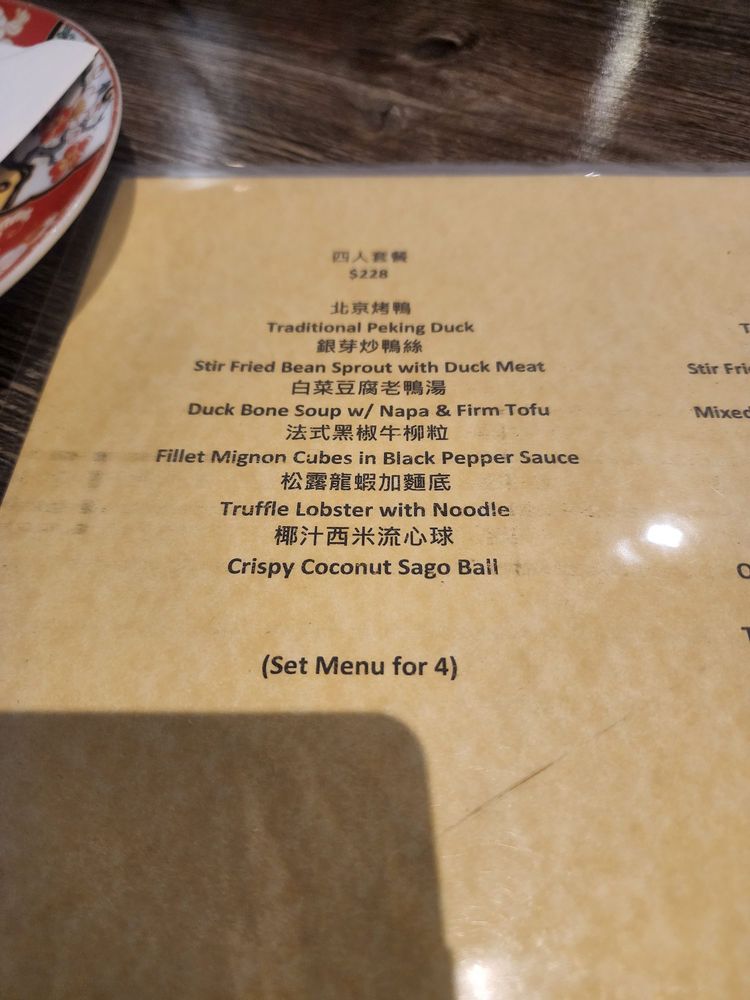 四人套餐
$228
北京烤鴨
Traditional Peking Duck
銀芽炒鴨絲
Stir Fried Bean Sprout with Duck Meat
白菜豆腐老鴨湯
Duck Bone Soup w/ Napa & Firm Tofu
法式黑椒牛柳粒
Fillet Mignon Cubes in Black Pepper Sauce
松露龍蝦加麵底
Truffle Lobster with Noodle
椰汁西米流心球
Crispy Coconut Sago Ball
(Set Menu for 4)
Stir
Mixed